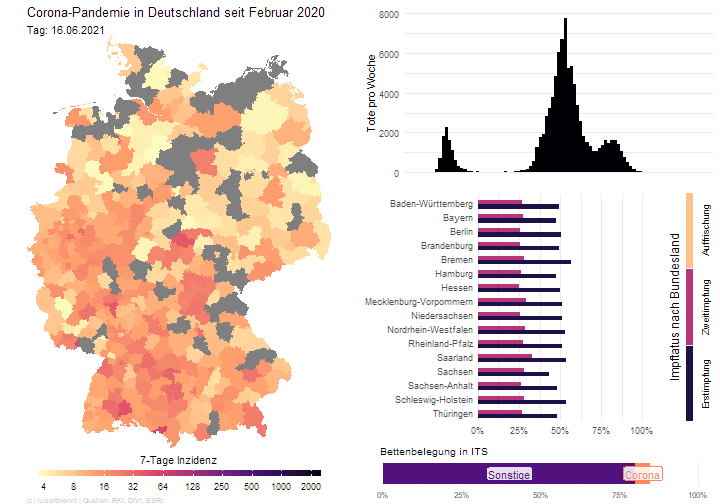 Corona-Pandemie in Deutschland seit Februar 2020
Tag: 16.06.2021
7-Tage Inzidenz
4 8 16 32 64 128 256 500 1000 2000
(c) /u/zeitbrennt | Quellen: RKI, DIVI, ESRI
Tote pro Woche
8000
6000
4000
2000
0
Baden-Württemberg
Bayern
Berlin
Brandenburg
Bremen
Hamburg
Hessen
Mecklenburg-Vorpommern
Niedersachsen
Nordrhein-Westfalen
Rheinland-Pfalz
Saarland
Sachsen
Sachsen-Anhalt
Schleswig-Holstein
Thüringen
0% 25% 50% 75% 100%
Impfstatus nach Bundesland
Auffrischung
Zweitimpfung
Erstimpfung
Bettenbelegung in ITS
Sonstige
Corona
0% 25% 50% 75% 100%